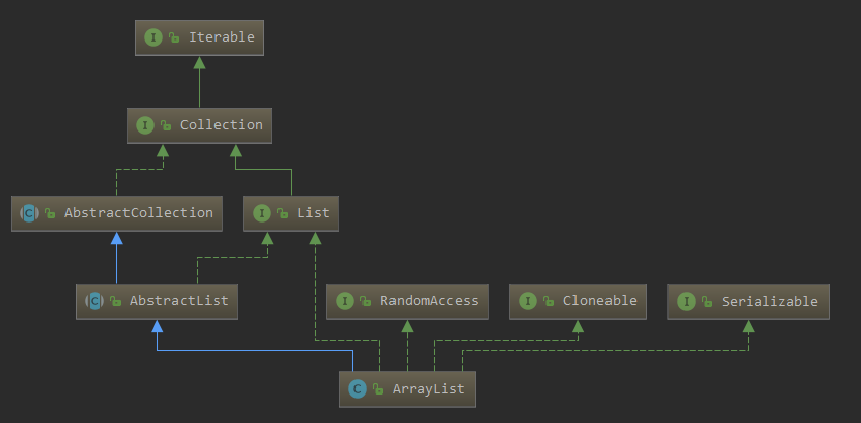 I Iterable
I Collection
C AbstractCollection
I List
C AbstractList
I RandomAccess
I Cloneable
I Serializable
C ArrayList